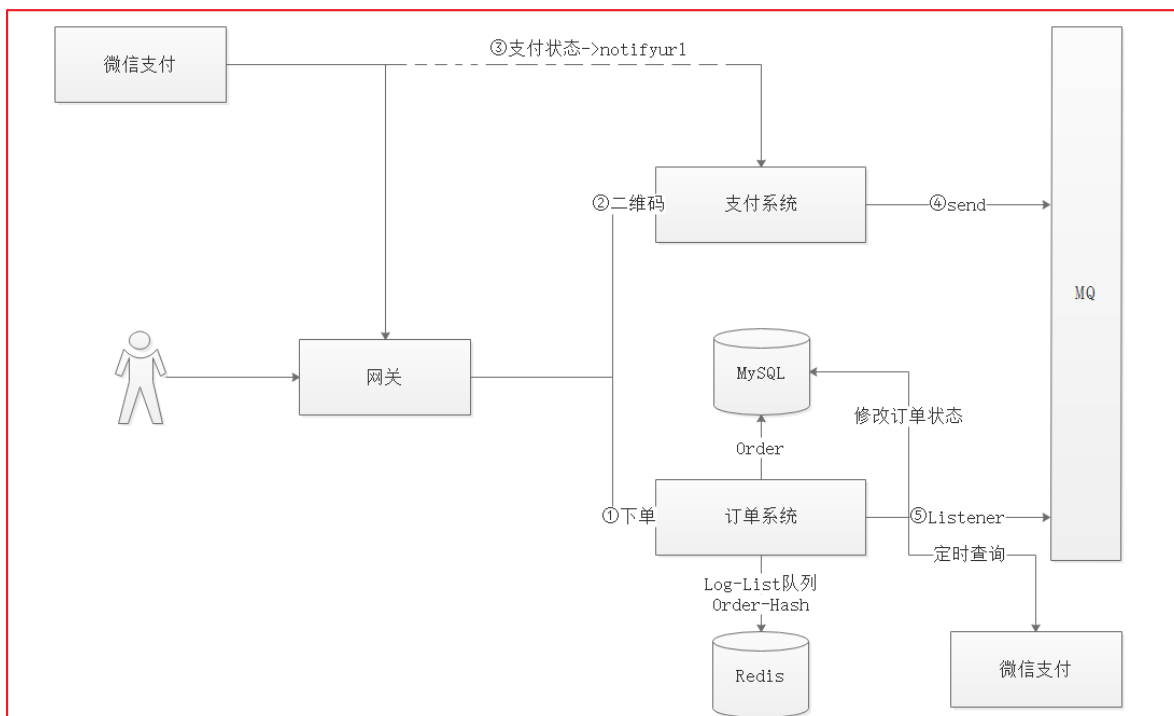 ③支付状态->notifyurl
微信支付
②二维码
支付系统
④send
MQ
网关
MySQL
修改订单状态
Order
①下单
订单系统
⑤Listener
定时查询
Log-List队列
Order-Hash
Redis
微信支付